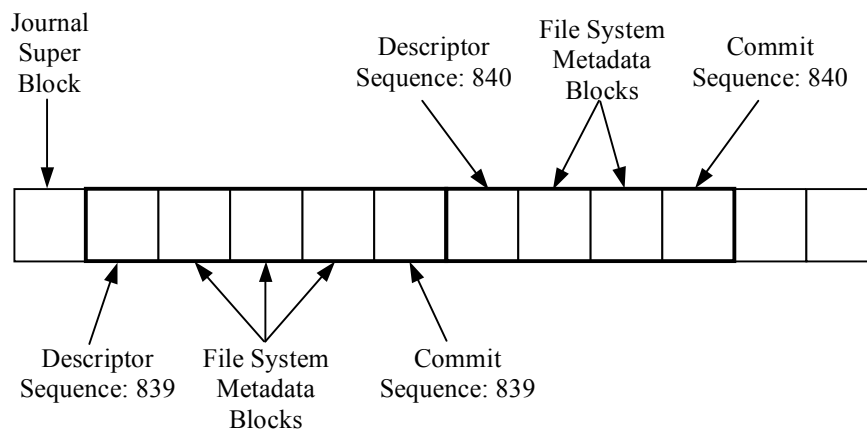 Journal
Super
Block
Descriptor
Sequence: 840
File System
Metadata
Blocks
Commit
Sequence: 840
Descriptor
Sequence: 839
File System
Metadata
Blocks
Commit
Sequence: 839